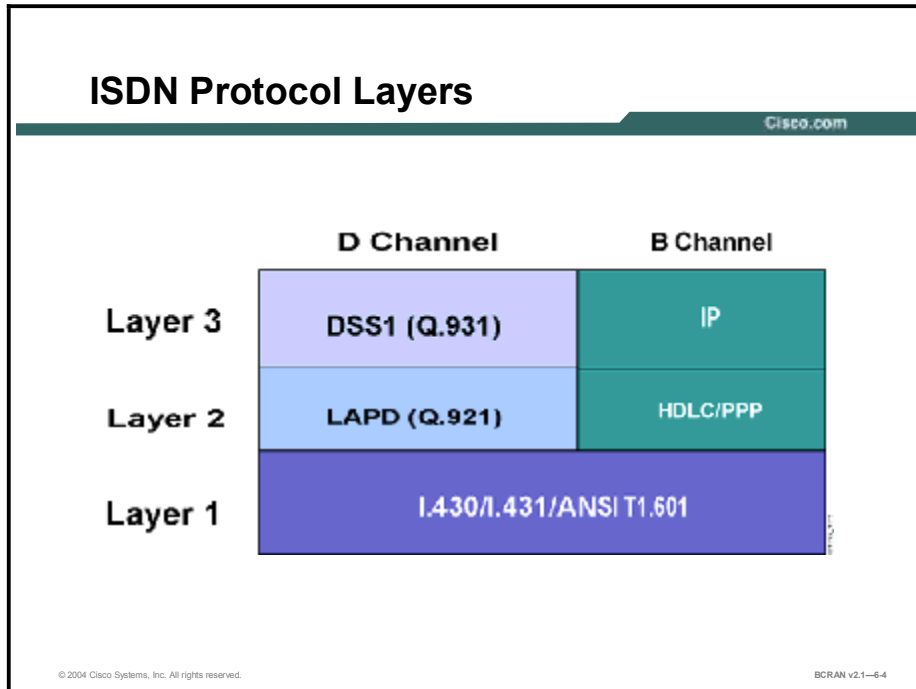 ISDN Protocol Layers
Cisco.com
D Channel B Channel
Layer 3 DSS1 (Q.931) IP
Layer 2 LAPD (Q.921) HDLC/PPP
Layer 1 I.430/I.431/ANSI T1.601
© 2004 Cisco Systems, Inc. All rights reserved. BCRAN v2.1—6-4